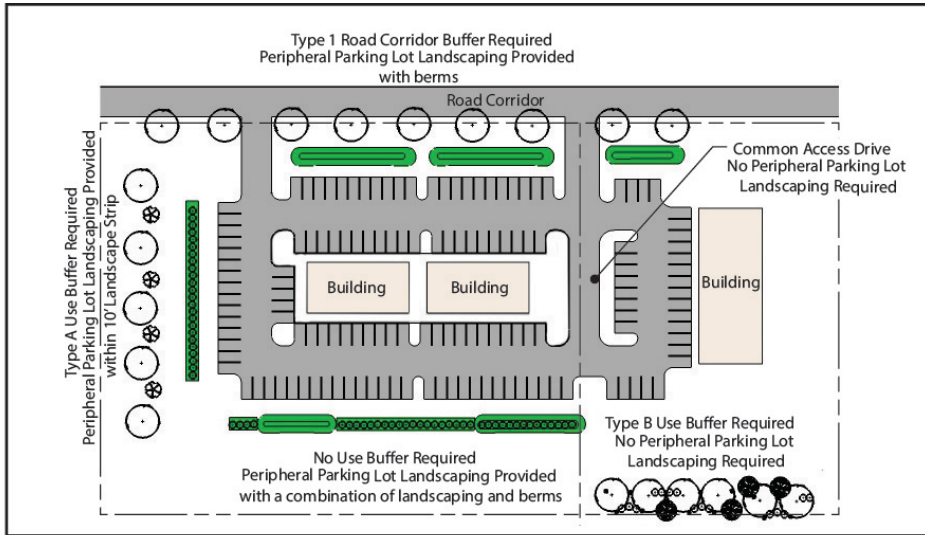 Type 1 Road Corridor Buffer Required
Peripheral Parking Lot Landscaping Provided
with berms
Road Corridor
Common Access Drive
No Peripheral Parking Lot
Landscaping Required
Type A Use Buffer Required
Peripheral Parking Lot Landscaping Provided
within 10' Landscape Strip
Building
Building
Building
No Use Buffer Required
Peripheral Parking Lot Landscaping Provided
with a combination of landscaping and berms
Type B Use Buffer Required
No Peripheral Parking Lot
Landscaping Required